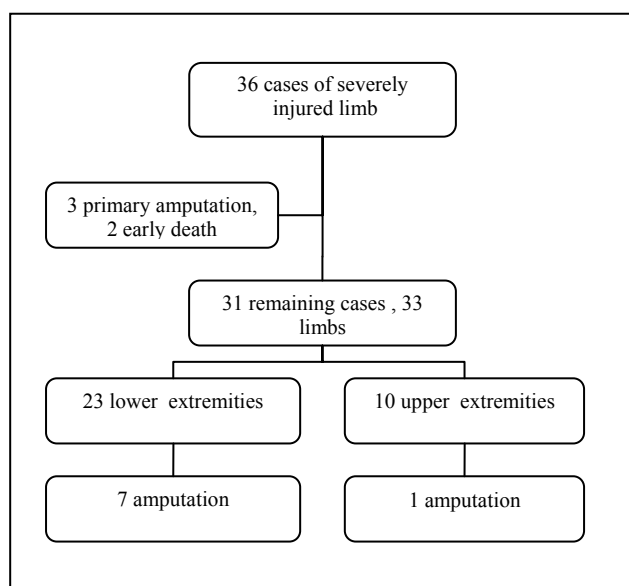 36 cases of severely
injured limb
3 primary amputation,
2 early death
31 remaining cases , 33
limbs
23 lower  extremities
10 upper  extremities
7 amputation
1 amputation